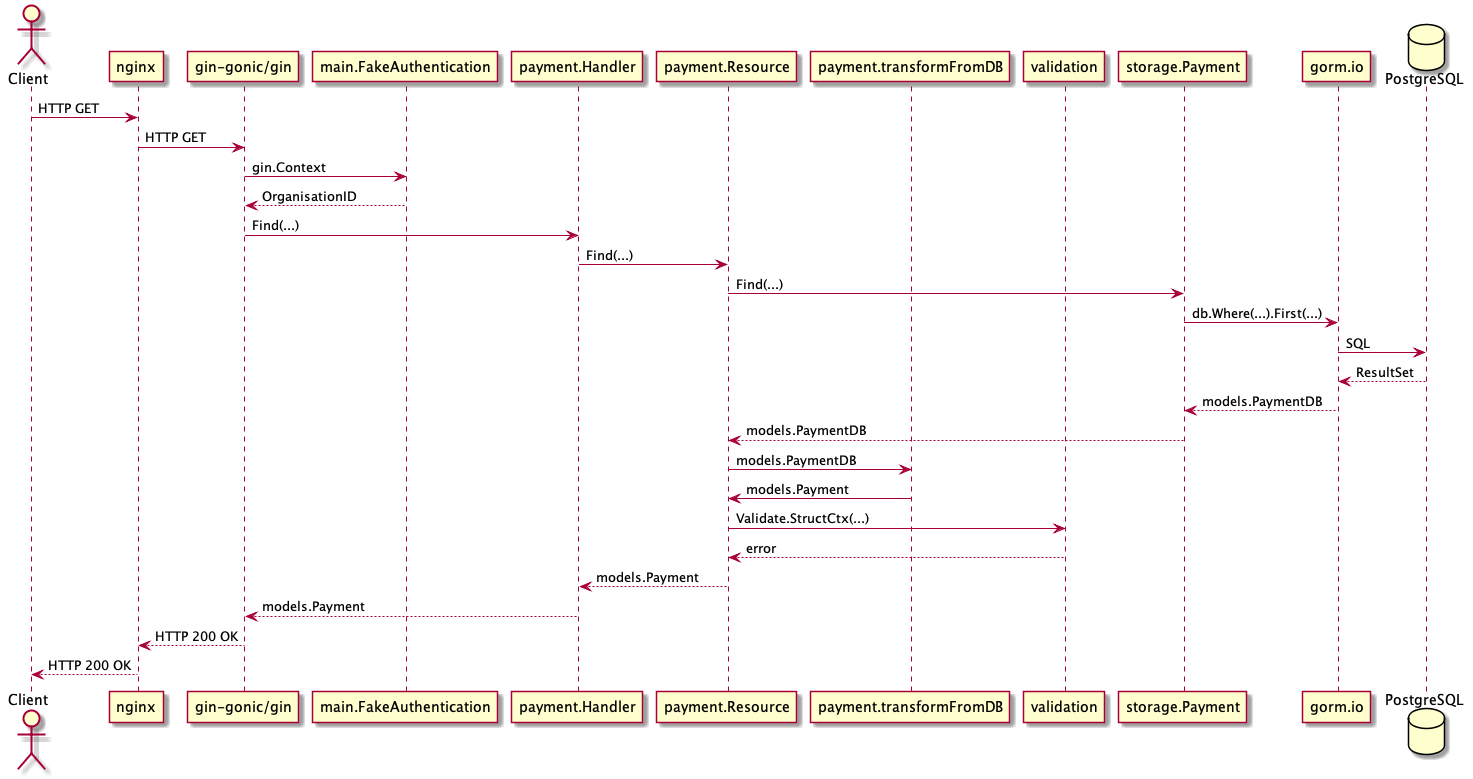 Client
nginx
gin-gonic/gin
main.FakeAuthentication
payment.Handler
payment.Resource
payment.transformFromDB
validation
storage.Payment
gorm.io
PostgreSQL
HTTP GET
HTTP GET
gin.Context
OrganisationID
Find(...)
Find(...)
Find(...)
db.Where(...).First(...)
SQL
ResultSet
models.PaymentDB
models.PaymentDB
models.PaymentDB
models.Payment
Validate.StructCtx(...)
error
models.Payment
models.Payment
HTTP 200 OK
HTTP 200 OK
Client
nginx
gin-gonic/gin
main.FakeAuthentication
payment.Handler
payment.Resource
payment.transformFromDB
validation
storage.Payment
gorm.io
PostgreSQL